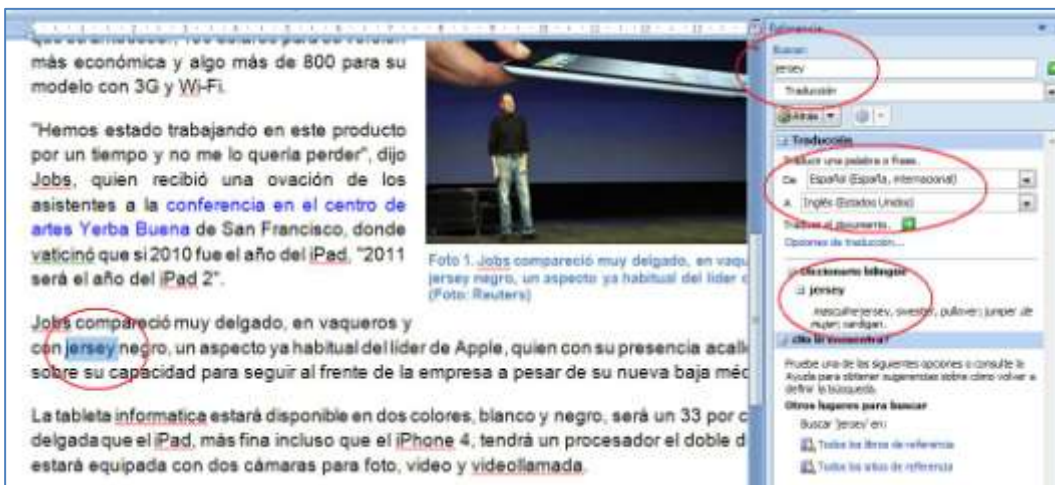 más económica y algo más de 800 para su
modelo con 3G y Wi-Fi.
"Hemos estado trabajando en este producto
por un tiempo y no me lo quería perder", dijo
Jobs, quien recibió una ovación de los
asistentes a la conferencia en el centro de
artes Yerba Buena de San Francisco, donde
vaticinó que si 2010 fue el año del iPad, "2011
será el año del iPad 2".
Foto 1. Jobs compareció muy delgado, en vaqu
jersey negro, un aspecto ya habitual del líder
(Foto: Reuters)
Jobs compareció muy delgado, en vaqueros y
con jersey negro, un aspecto ya habitual del líder de Apple, quien con su presencia acall
sobre su capacidad para seguir al frente de la empresa a pesar de su nueva baja méd
La tableta informatica estará disponible en dos colores, blanco y negro, será un 33 por c
delgada que el iPad, más fina incluso que el iPhone 4, tendrá un procesador el doble d
estará equipada con dos cámaras para foto, video y videollamada.
Referencia
Buscar:
jersey
Traducción
Atrás
Traducción
Traducir una palabra o frase.
De Español (España, internacional)
A Inglés (Estados Unidos)
Traducir el documento.
Opciones de traducción...
Diccionario bilingüe
jersey
masculino jersey, sweater, pullover; jumper de
mujer; cardigan.
¿No lo encuentra?
Pruebe una de las siguientes opciones o consulte la
Ayuda para obtener sugerencias sobre cómo volver a
definir la búsqueda.
Otros lugares para buscar
Buscar 'jersey' en:
Todos los libros de referencia
Todos los sitios de referencia